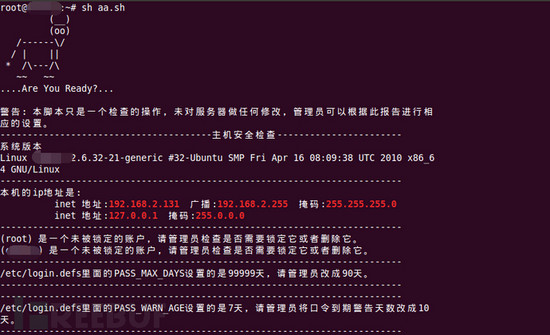 root@ :~# sh aa.sh
(__)
(oo)
/------\/
/ | ||
* /\---/\
~~ ~~
....Are You Ready?...
警告: 本脚本只是一个检查的操作，未对服务器做任何修改，管理员可以根据此报告进行相
应的设置。
---------------------------------------主机安全检查-----------------------
系统版本
Linux 2.6.32-21-generic #32-Ubuntu SMP Fri Apr 16 08:09:38 UTC 2010 x86_6
4 GNU/Linux
--------------------------------------------------------------------------
本机的ip地址是:
inet 地址:192.168.2.131 广播:192.168.2.255 掩码:255.255.255.0
inet 地址:127.0.0.1 掩码:255.0.0.0
--------------------------------------------------------------------------
(root) 是一个未被锁定的账户，请管理员检查是否需要锁定它或者删除它。
( ) 是一个未被锁定的账户，请管理员检查是否需要锁定它或者删除它。
--------------------------------------------------------------------------
/etc/login.defs里面的PASS_MAX_DAYS设置的是99999天，请管理员改成90天。
--------------------------------------------------------------------------
--------------------------------------------------------------------------
/etc/login.defs里面的PASS_WARN_AGE设置的是7天，请管理员将口令到期警告天数改成10
天。